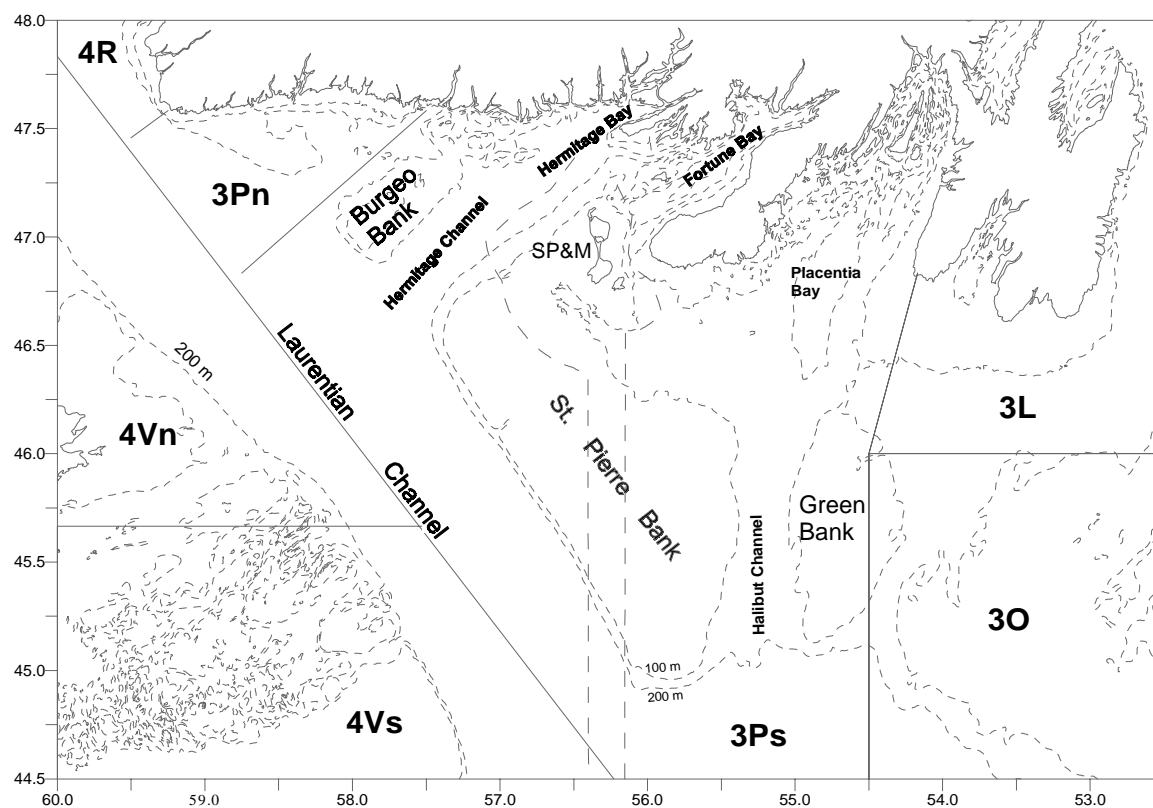 48.0
4R
47.5
Hermitage Bay
Fortune Bay
3Pn
Burgeo
Bank
Hermitage Channel
47.0
SP&M
Placentia
Bay
46.5
200 m
Laurentian
Channel
4Vn
St. Pierre Bank
3L
46.0
Green
Bank
45.5
Halibut Channel
3O
45.0
100 m
200 m
4Vs
3Ps
44.5
60.0 59.0 58.0 57.0 56.0 55.0 54.0 53.0